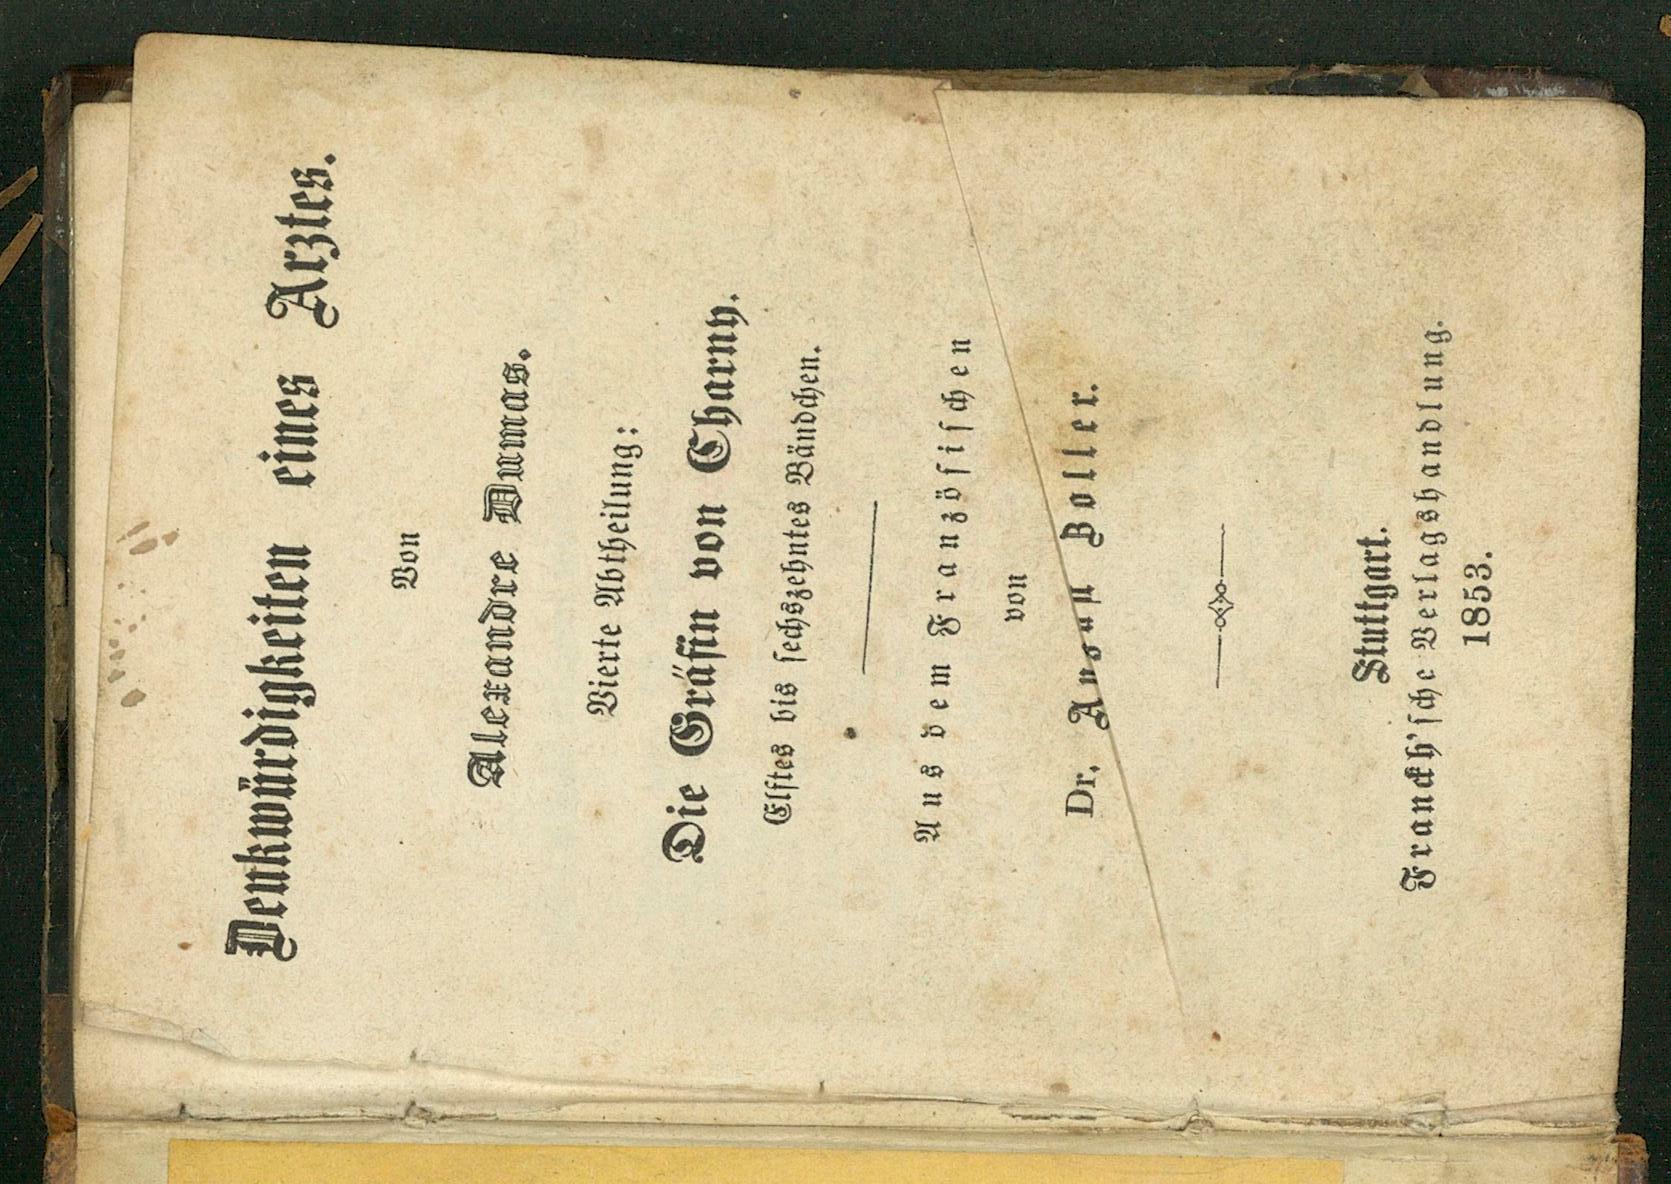 Denkwürdigkeiten eines Arztes.
Von
Alexandre Dumas.
Vierte Abtheilung:
Die Gräfin von Charny.
Elftes bis sechszehntes Bändchen.
Aus dem Französischen
von
Dr. August Zoller.
Stuttgart.
Franckh'sche Verlagshandlung.
1853.